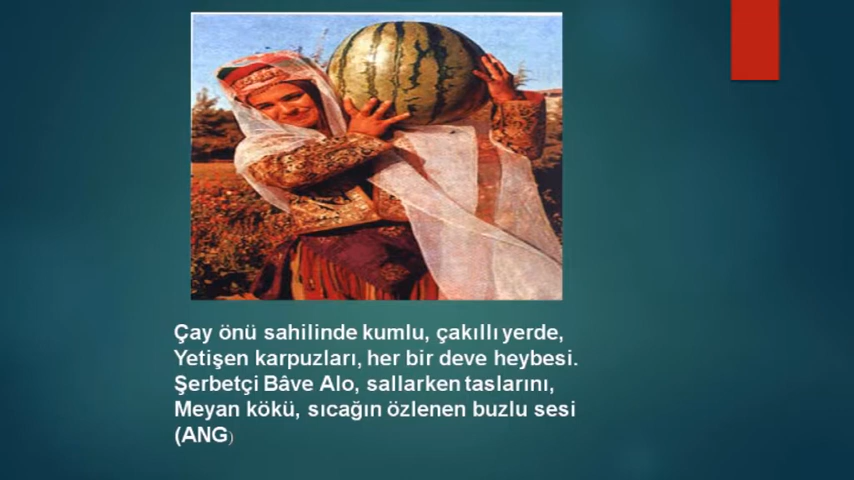 Çay önü sahilinde kumlu, çakıllı yerde,
Yetişen karpuzları, her bir deve heybesi.
Şerbetçi Bâve Alo, sallarken taslarını,
Meyan kökü, sıcağın özlenen buzlu sesi
(ANG)